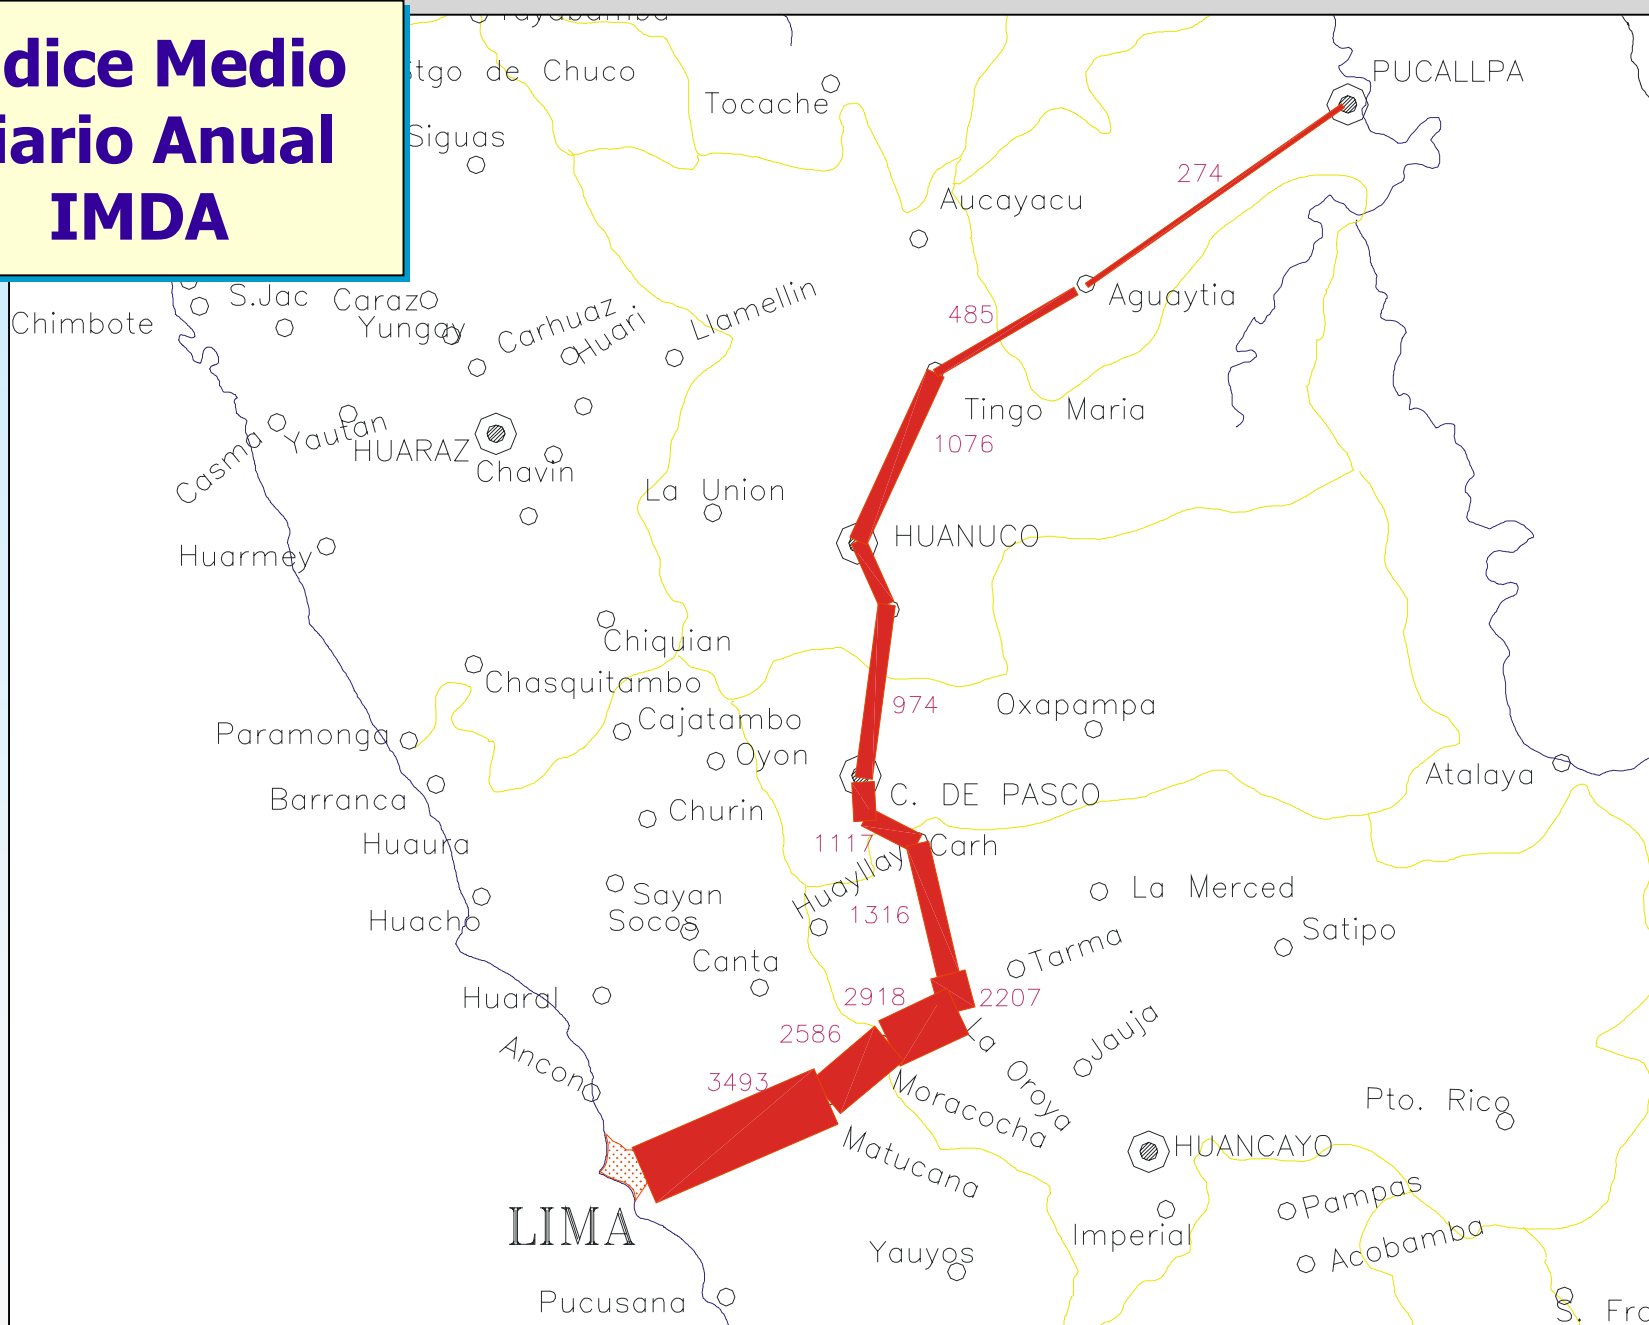 dice Medio
iario Anual
IMDA
Tayabamba
Stgo de Chuco
PUCALLPA
Tocache
Siguas
274
Aucayacu
S.Jac
Caraz
Chimbote
Yungay
Carhuaz
Huari
Llamellin
485
Aguaytia
Casma
Yautan
HUARAZ
Chavin
Tingo Maria
1076
La Union
HUANUCO
Huarmey
Chiquian
Chasquitambo
974
Oxapampa
Paramonga
Cajatambo
Oyon
Atalaya
Barranca
Churin
C. DE PASCO
Huaura
1117
Carh
Huayllay
Sayan
La Merced
Huacho
Socos
1316
Satipo
Canta
Tarma
Huaral
2918
2207
2586
La Oroya
Jauja
Ancon
3493
Moracocha
Pto. Rico
Matucana
HUANCAYO
LIMA
Pampas
Imperial
Yauyos
Acobamba
Pucusana
S. Fra